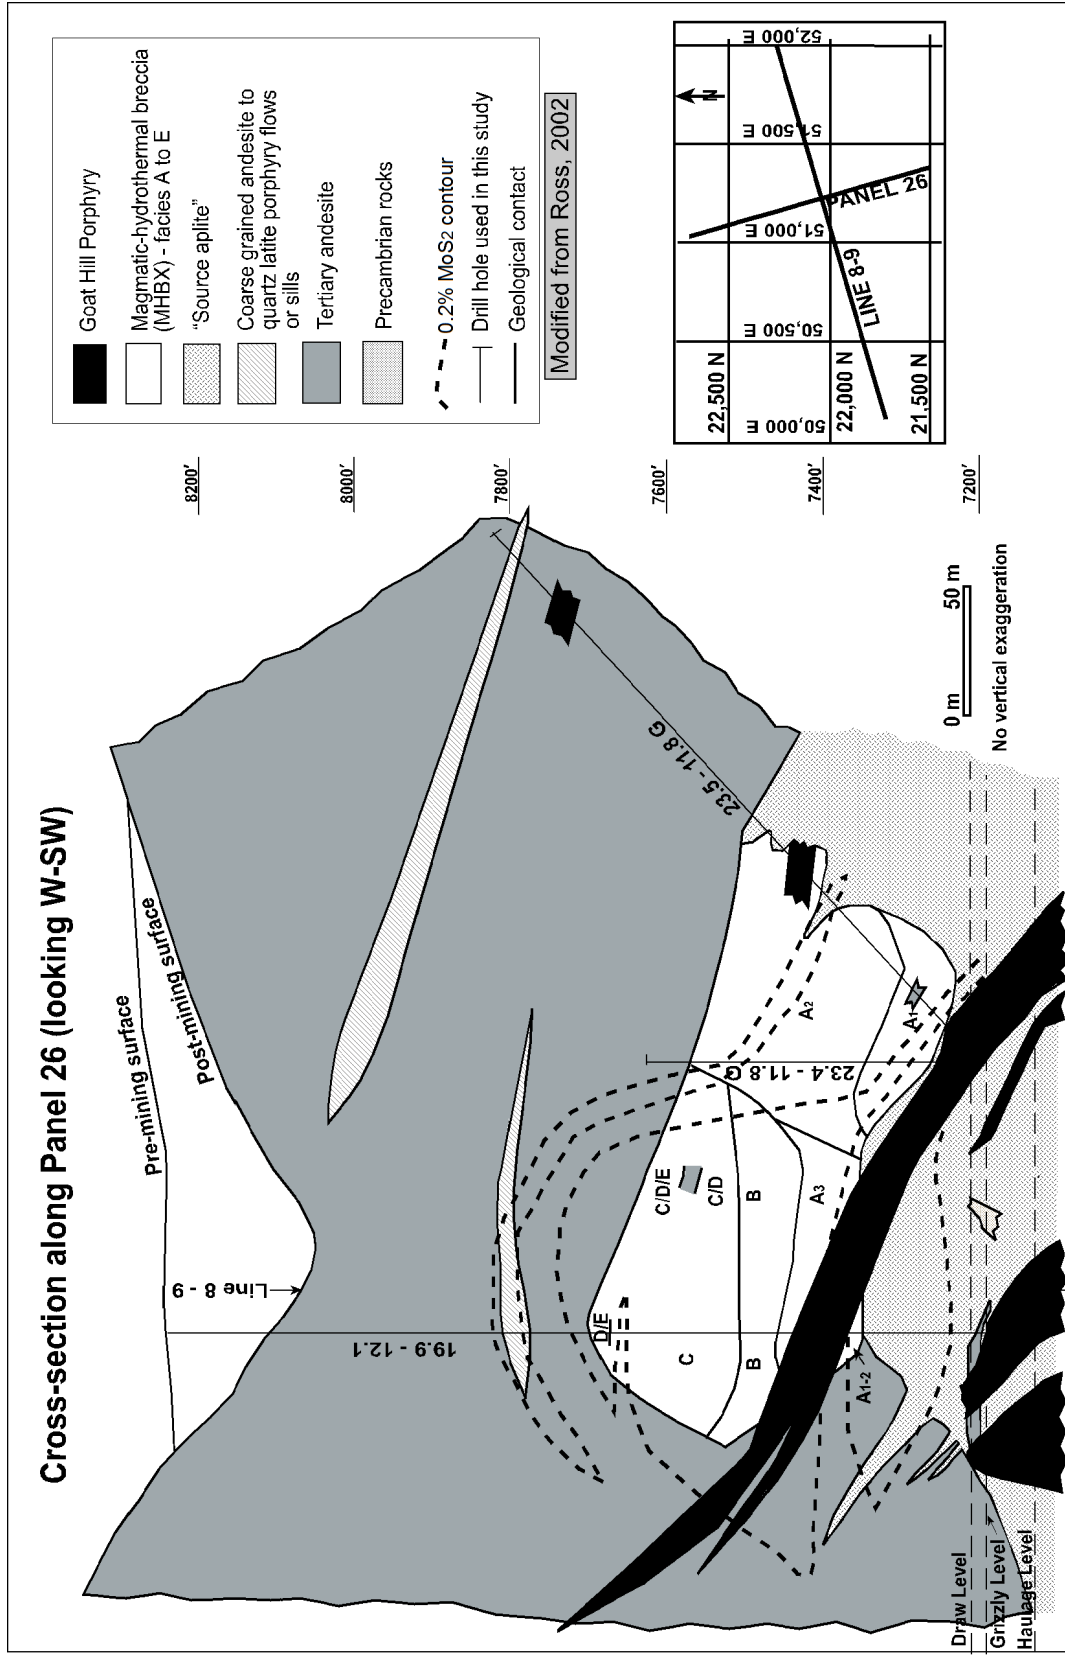 Cross-section along Panel 26 (looking W-SW)
Pre-mining surface
Post-mining surface
Line 8 - 9
19.9 - 12.1
23.4 - 11.8 G
23.5 - 11.8 G
D/E
C
B
C/D/E
C/D
B
A3
A1-2
A2
A1
Draw Level
Grizzly Level
Haulage Level
8200'
8000'
7800'
7600'
7400'
7200'
0 m
50 m
No vertical exaggeration
Goat Hill Porphyry
Magmatic-hydrothermal breccia
(MHBX) - facies A to E
“Source aplite”
Coarse grained andesite to
quartz latite porphyry flows
or sills
Tertiary andesite
Precambrian rocks
0.2% MoS2 contour
Drill hole used in this study
Geological contact
Modified from Ross, 2002
22,500 N
22,000 N
21,500 N
50,000 E
50,500 E
51,000 E
51,500 E
52,000 E
N
LINE 8-9
PANEL 26